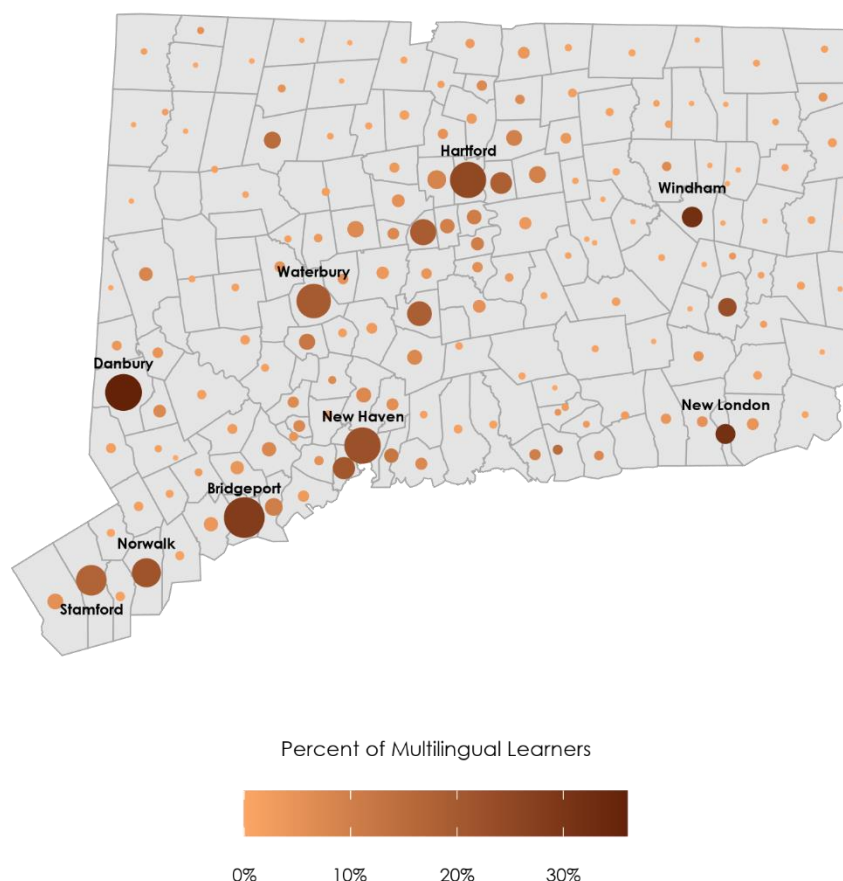 Hartford
Windham
Waterbury
Danbury
New Haven
New London
Bridgeport
Norwalk
Stamford
Percent of Multilingual Learners
0% 10% 20% 30%